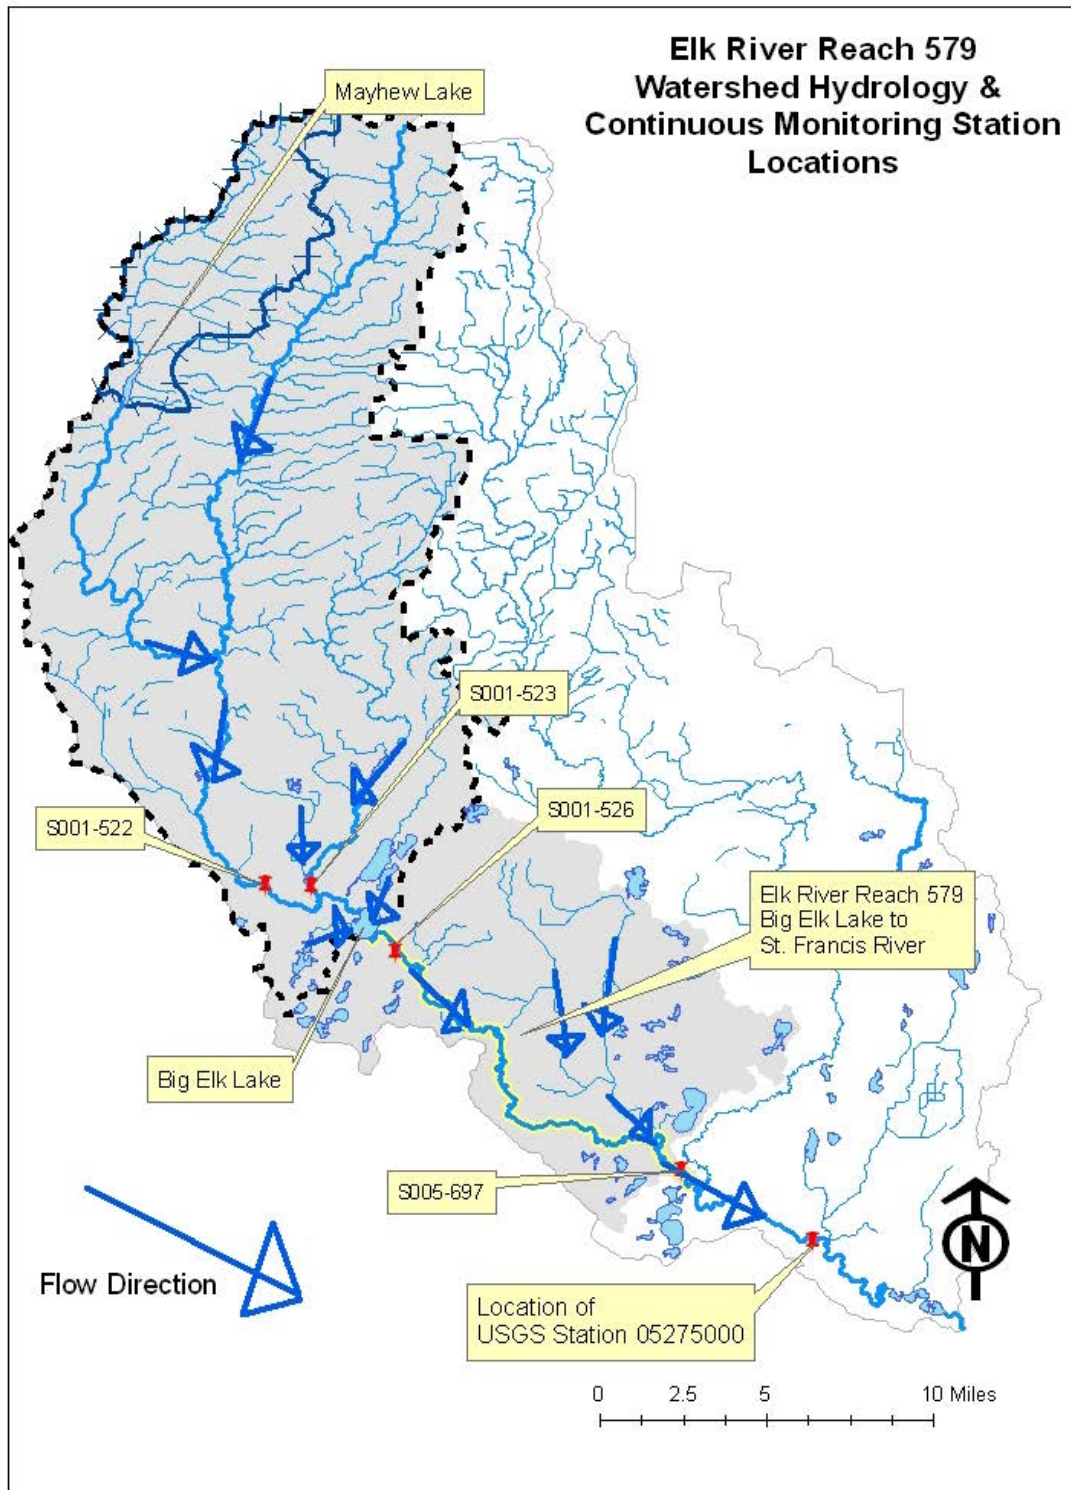 Elk River Reach 579
Watershed Hydrology &
Continuous Monitoring Station
Locations
Mayhew Lake
S001-523
S001-526
S001-522
Elk River Reach 579
Big Elk Lake to
St. Francis River
Big Elk Lake
S005-697
N
Flow Direction
Location of
USGS Station 05275000
0 2.5 5 10 Miles